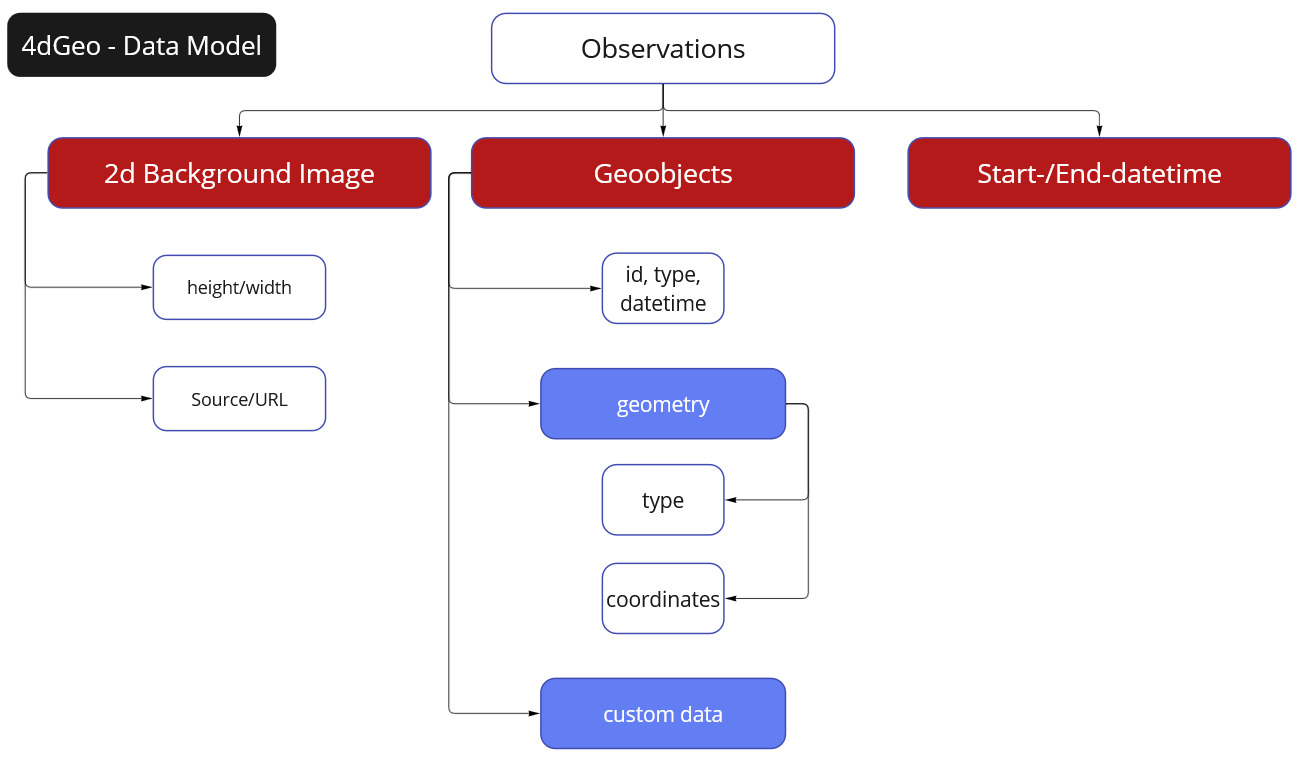 4dGeo - Data Model
Observations
2d Background Image
Geoobjects
Start-/End-datetime
height/width
Source/URL
id, type,
datetime
geometry
type
coordinates
custom data